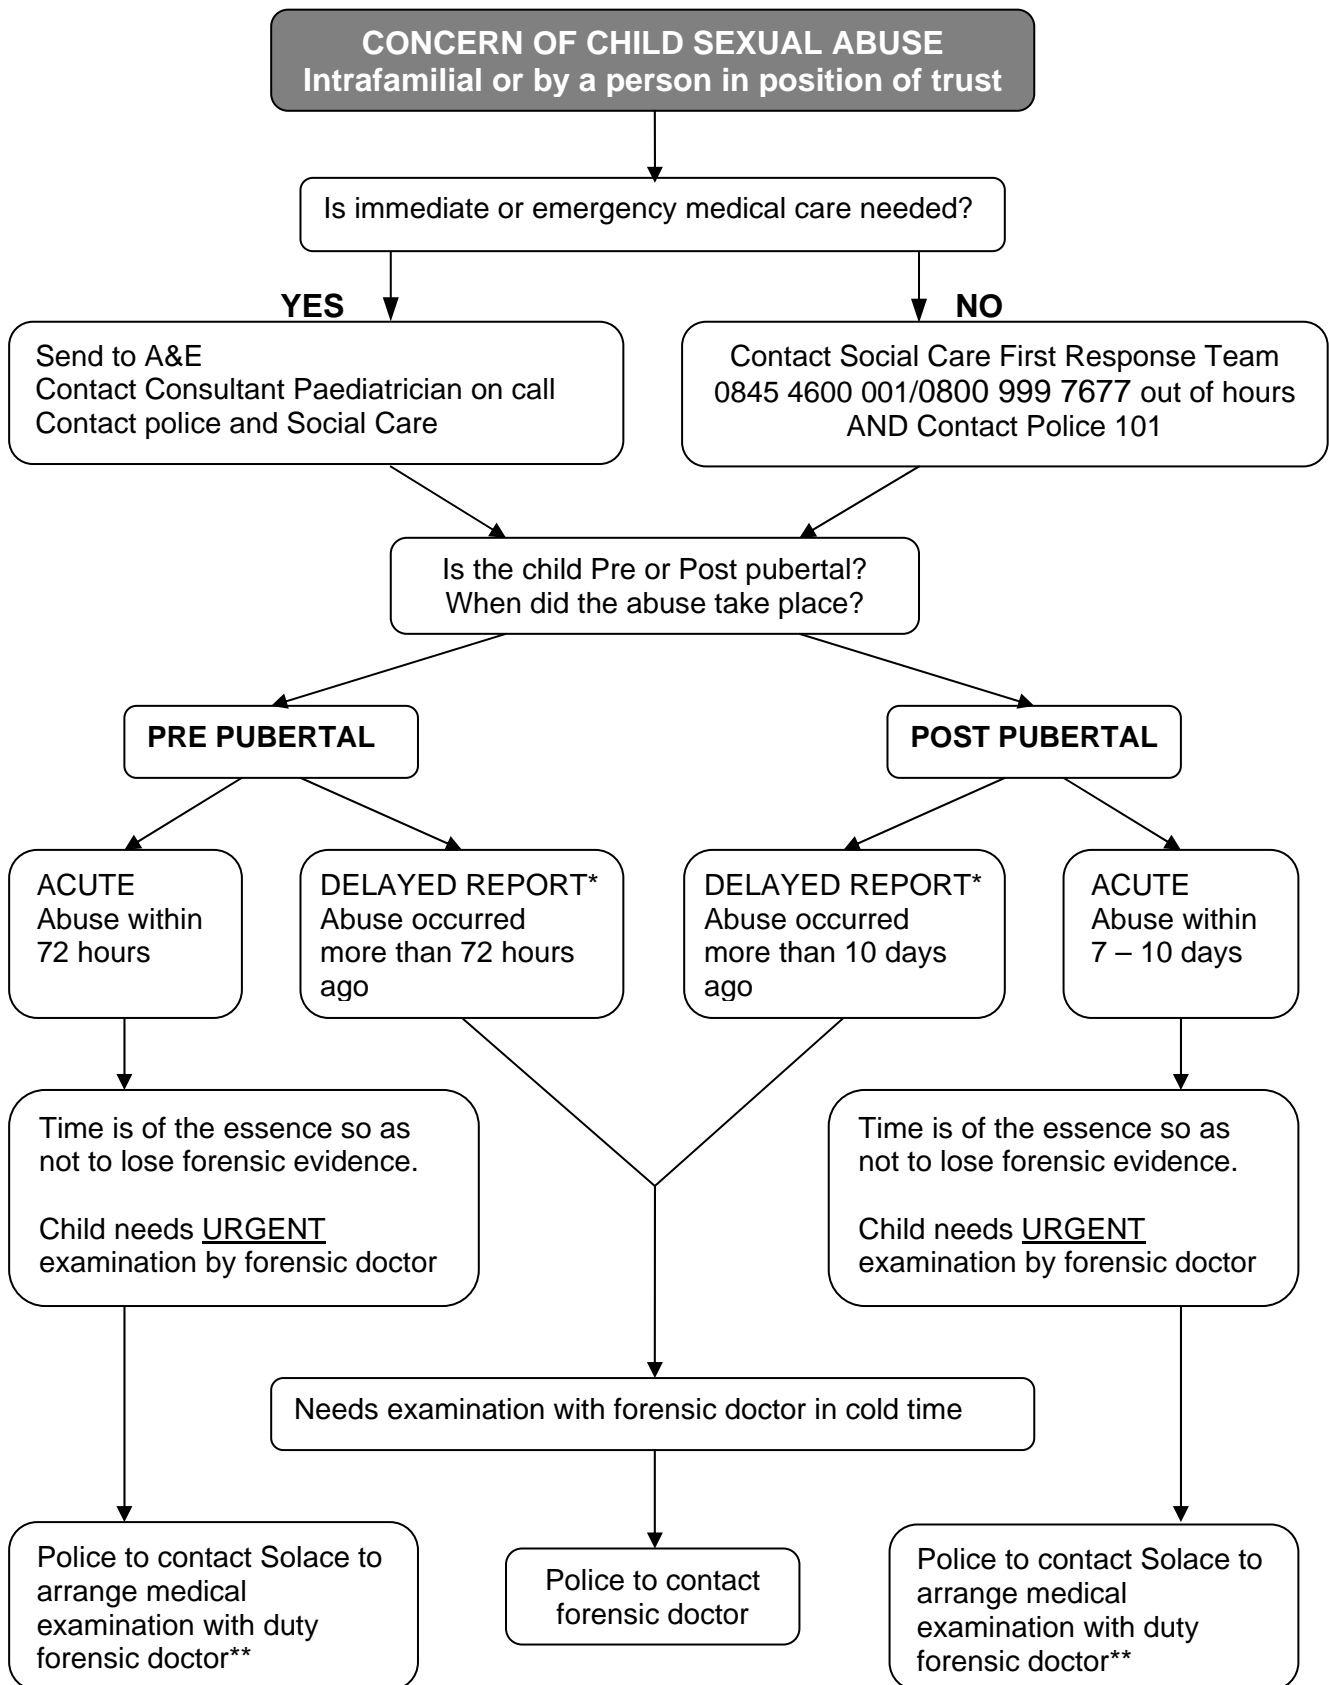 CONCERN OF CHILD SEXUAL ABUSE
Intrafamilial or by a person in position of trust
Is immediate or emergency medical care needed?
YES
NO
Send to A&E
Contact Consultant Paediatrician on call
Contact police and Social Care
Contact Social Care First Response Team
0845 4600 001/0800 999 7677 out of hours
AND Contact Police 101
Is the child Pre or Post pubertal?
When did the abuse take place?
PRE PUBERTAL
POST PUBERTAL
ACUTE
Abuse within
72 hours
DELAYED REPORT*
Abuse occurred
more than 72 hours
ago
DELAYED REPORT*
Abuse occurred
more than 10 days
ago
ACUTE
Abuse within
7 – 10 days
Time is of the essence so as
not to lose forensic evidence.
Child needs URGENT
examination by forensic doctor
Time is of the essence so as
not to lose forensic evidence.
Child needs URGENT
examination by forensic doctor
Needs examination with forensic doctor in cold time
Police to contact Solace to
arrange medical
examination with duty
forensic doctor**
Police to contact
forensic doctor
Police to contact Solace to
arrange medical
examination with duty
forensic doctor**